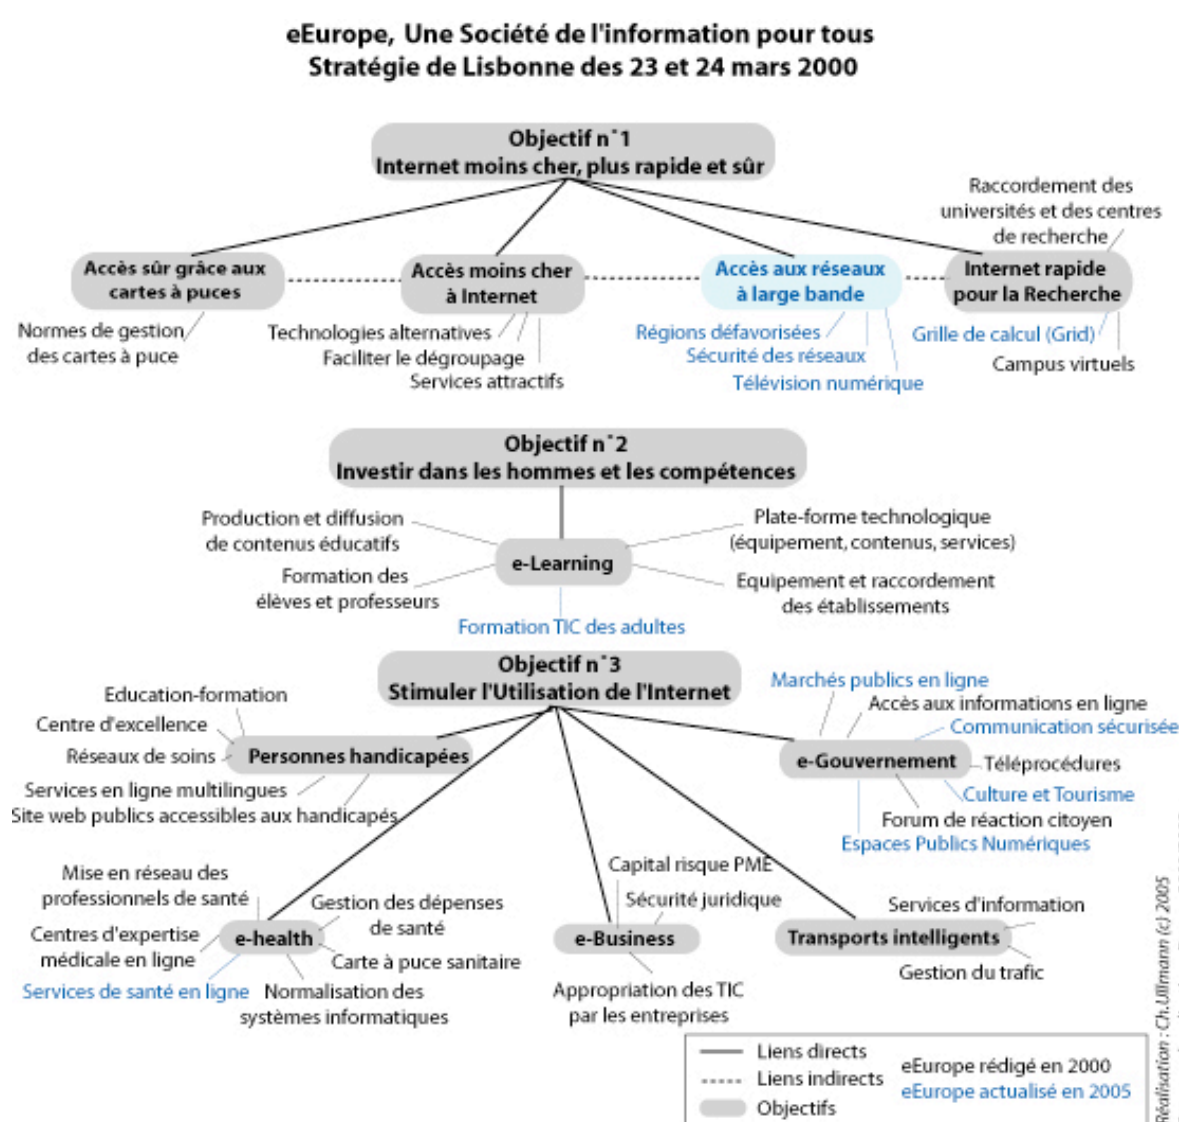 eEurope, Une Société de l'information pour tous
Stratégie de Lisbonne des 23 et 24 mars 2000
Objectif n°1
Internet moins cher, plus rapide et sûr
Raccordement des
universités et des centres
de recherche
Accès sûr grâce aux
cartes à puces
Accès moins cher
à Internet
Accès aux réseaux
à large bande
Internet rapide
pour la Recherche
Normes de gestion
des cartes à puce
Technologies alternatives
Faciliter le dégroupage
Services attractifs
Régions défavorisées
Sécurité des réseaux
Télévision numérique
Grille de calcul (Grid)
Campus virtuels
Objectif n°2
Investir dans les hommes et les compétences
Production et diffusion
de contenus éducatifs
Plate-forme technologique
(équipement, contenus, services)
e-Learning
Formation des
élèves et professeurs
Equipement et raccordement
des établissements
Formation TIC des adultes
Objectif n°3
Stimuler l'Utilisation de l'Internet
Education-formation
Centre d'excellence
Réseaux de soins
Personnes handicapées
Services en ligne multilingues
Site web publics accessibles aux handicapés
Marchés publics en ligne
Accès aux informations en ligne
Communication sécurisée
e-Gouvernement
Téléprocédures
Culture et Tourisme
Forum de réaction citoyen
Espaces Publics Numériques
Mise en réseau des
professionnels de santé
Gestion des dépenses
de santé
Centres d'expertise
médicale en ligne
e-health
Carte à puce sanitaire
Services de santé en ligne
Normalisation des
systèmes informatiques
Capital risque PME
Sécurité juridique
e-Business
Appropriation des TIC
par les entreprises
Services d'information
Transports intelligents
Gestion du trafic
Liens directs
Liens indirects
Objectifs
eEurope rédigé en 2000
eEurope actualisé en 2005
Réalisation : Ch.Ullmann (c) 2005